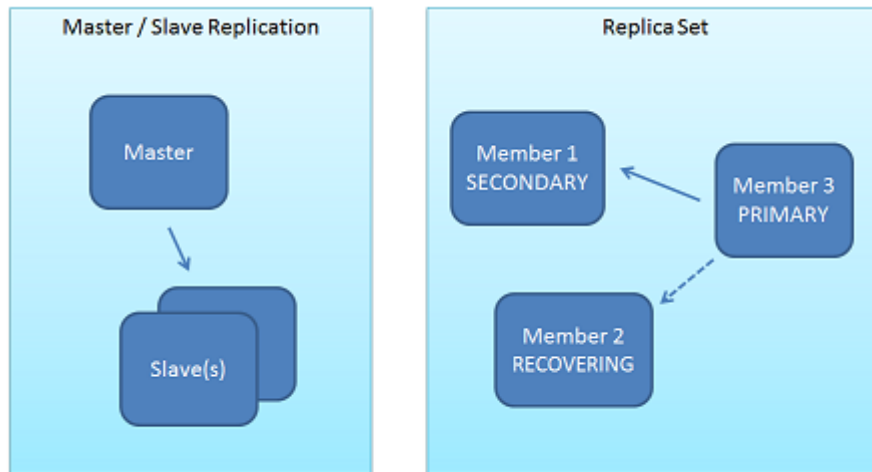 Master / Slave Replication
Master
Slave(s)
Replica Set
Member 1
SECONDARY
Member 3
PRIMARY
Member 2
RECOVERING